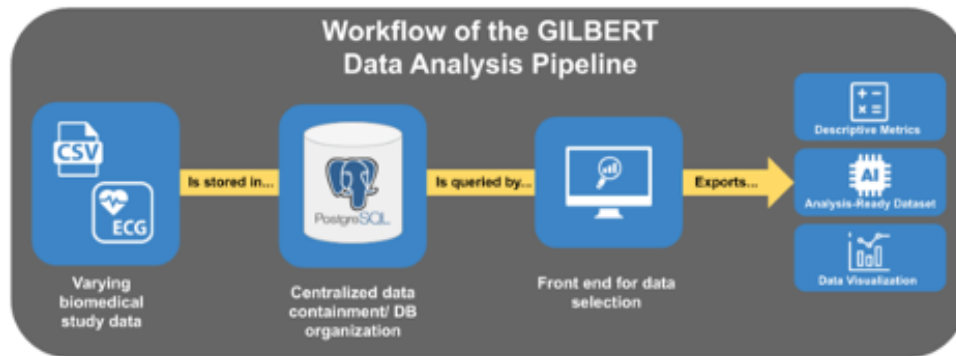 Workflow of the GILBERT
Data Analysis Pipeline
CSV
ECG
Varying
biomedical
study data
Is stored in...
PostgreSQL
Centralized data
containment/ DB
organization
Is queried by...
Front end for data
selection
Exports...
+ −
× =
Descriptive Metrics
AI
Analysis-Ready Dataset
Data Visualization